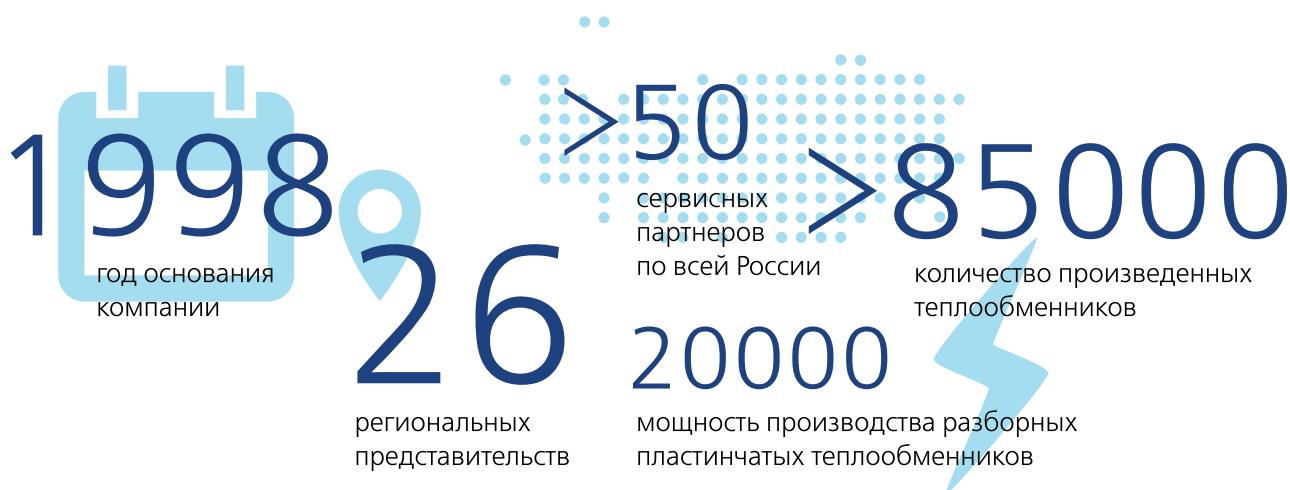 1998
год основания
компании
26
региональных
представительств
>50
сервисных
партнеров
по всей России
>85000
количество произведенных
теплообменников
20000
мощность производства разборных
пластинчатых теплообменников